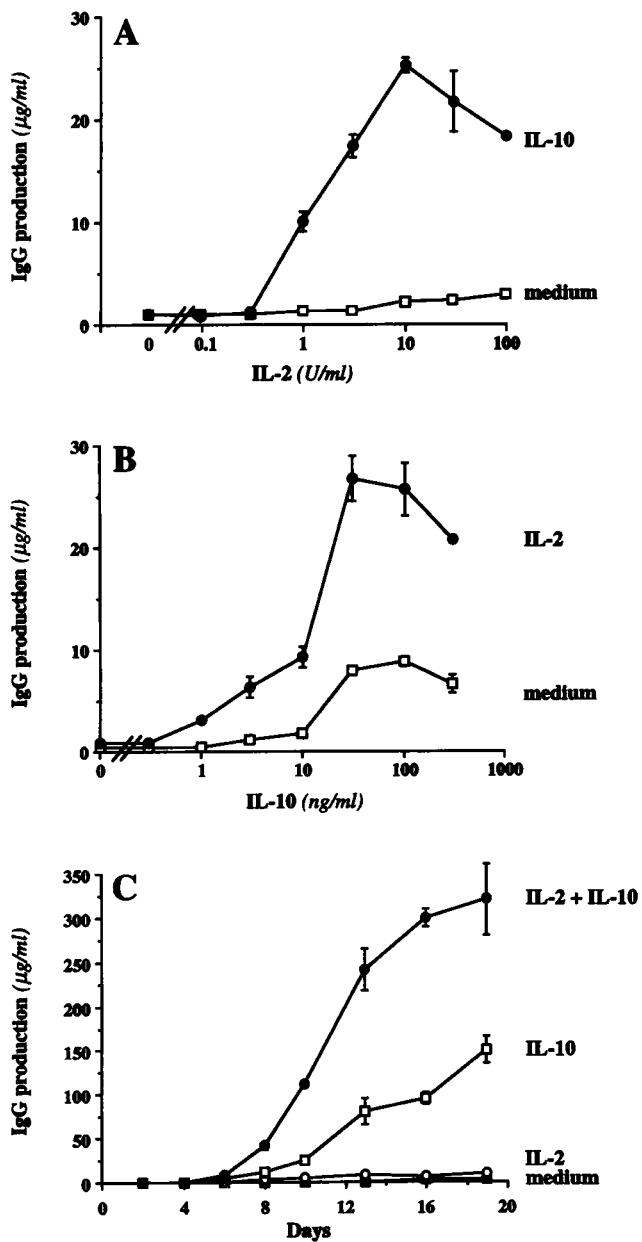 A
30
20
10
0
IgG production (µg/ml)
IL-10
medium
0 0.1 1 10 100
IL-2 (U/ml)
B
30
20
10
0
IgG production (µg/ml)
IL-2
medium
0 1 10 100 1000
IL-10 (ng/ml)
C
350
300
250
200
150
100
50
0
IgG production (µg/ml)
IL-2 + IL-10
IL-10
IL-2
medium
0 4 8 12 16 20
Days